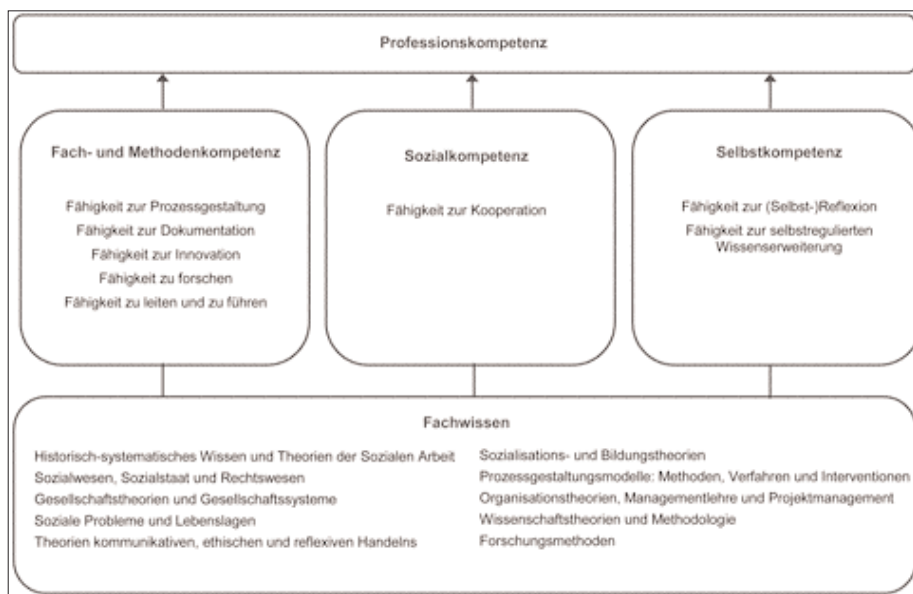 Professionskompetenz
Fach- und Methodenkompetenz
Fähigkeit zur Prozessgestaltung
Fähigkeit zur Dokumentation
Fähigkeit zur Innovation
Fähigkeit zu forschen
Fähigkeit zu leiten und zu führen
Sozialkompetenz
Fähigkeit zur Kooperation
Selbstkompetenz
Fähigkeit zur (Selbst-)Reflexion
Fähigkeit zur selbstregulierten
Wissenserweiterung
Fachwissen
Historisch-systematisches Wissen und Theorien der Sozialen Arbeit
Sozialwesen, Sozialstaat und Rechtswesen
Gesellschaftstheorien und Gesellschaftssysteme
Soziale Probleme und Lebenslagen
Theorien kommunikativen, ethischen und reflexiven Handelns
Sozialisations- und Bildungstheorien
Prozessgestaltungsmodelle: Methoden, Verfahren und Interventionen
Organisationstheorien, Managementlehre und Projektmanagement
Wissenschaftstheorien und Methodologie
Forschungsmethoden